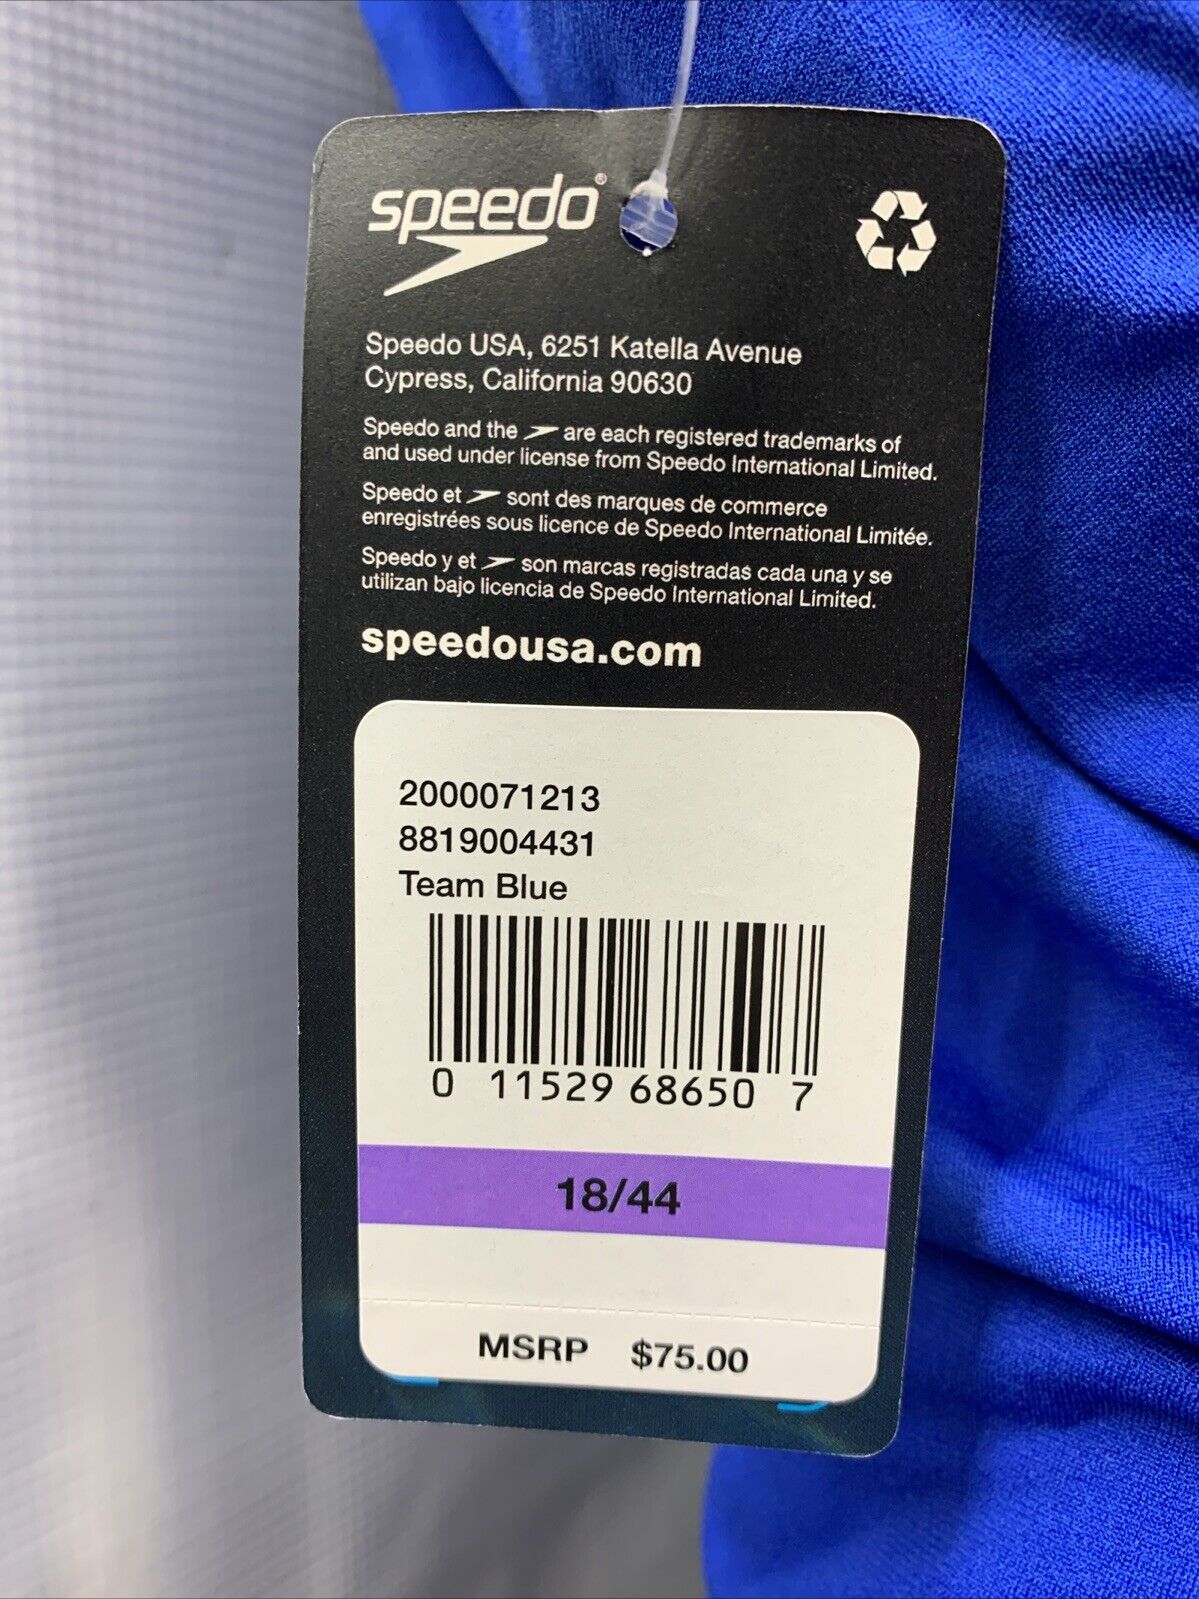 speedo®
Speedo USA, 6251 Katella Avenue
Cypress, California 90630
Speedo and the are each registered trademarks of
and used under license from Speedo International Limited.
Speedo et sont des marques de commerce
enregistrées sous licence de Speedo International Limitée.
Speedo y et son marcas registradas cada una y se
utilizan bajo licencia de Speedo International Limited.
speedousa.com
2000071213
8819004431
Team Blue
0 11529 68650 7
18/44
MSRP $75.00